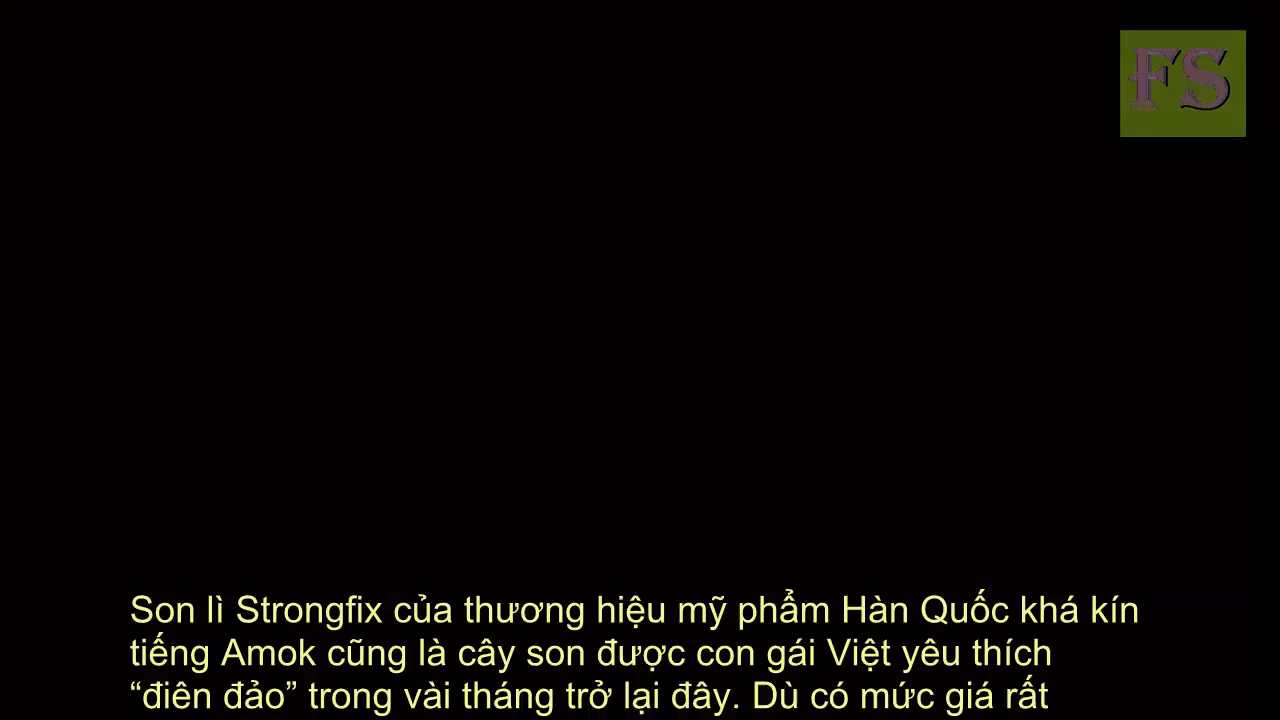 FS
Son lì Strongfix của thương hiệu mỹ phẩm Hàn Quốc khá kín
tiếng Amok cũng là cây son được con gái Việt yêu thích
“điên đảo” trong vài tháng trở lại đây. Dù có mức giá rất